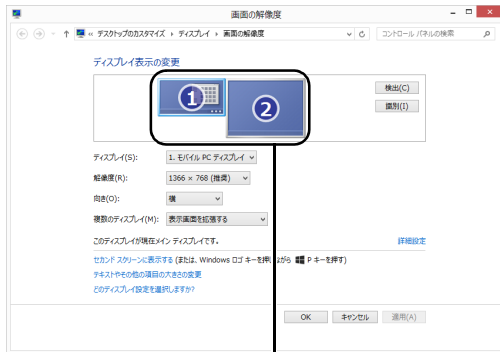 画面の解像度
« デスクトップのカスタマイズ ▸ ディスプレイ ▸ 画面の解像度
コントロール パネルの検索
ディスプレイ表示の変更
1
2
検出(C)
識別(I)
ディスプレイ(S): 1. モバイル PC ディスプレイ
解像度(R): 1366 × 768 (推奨)
向き(O): 横
複数のディスプレイ(M): 表示画面を拡張する
このディスプレイが現在メイン ディスプレイです。 詳細設定
セカンド スクリーンに表示する (または、Windows ロゴ キーを押しながら P キーを押す)
テキストやその他の項目の大きさの変更
どのディスプレイ設定を選択しますか?
OK キャンセル 適用(A)